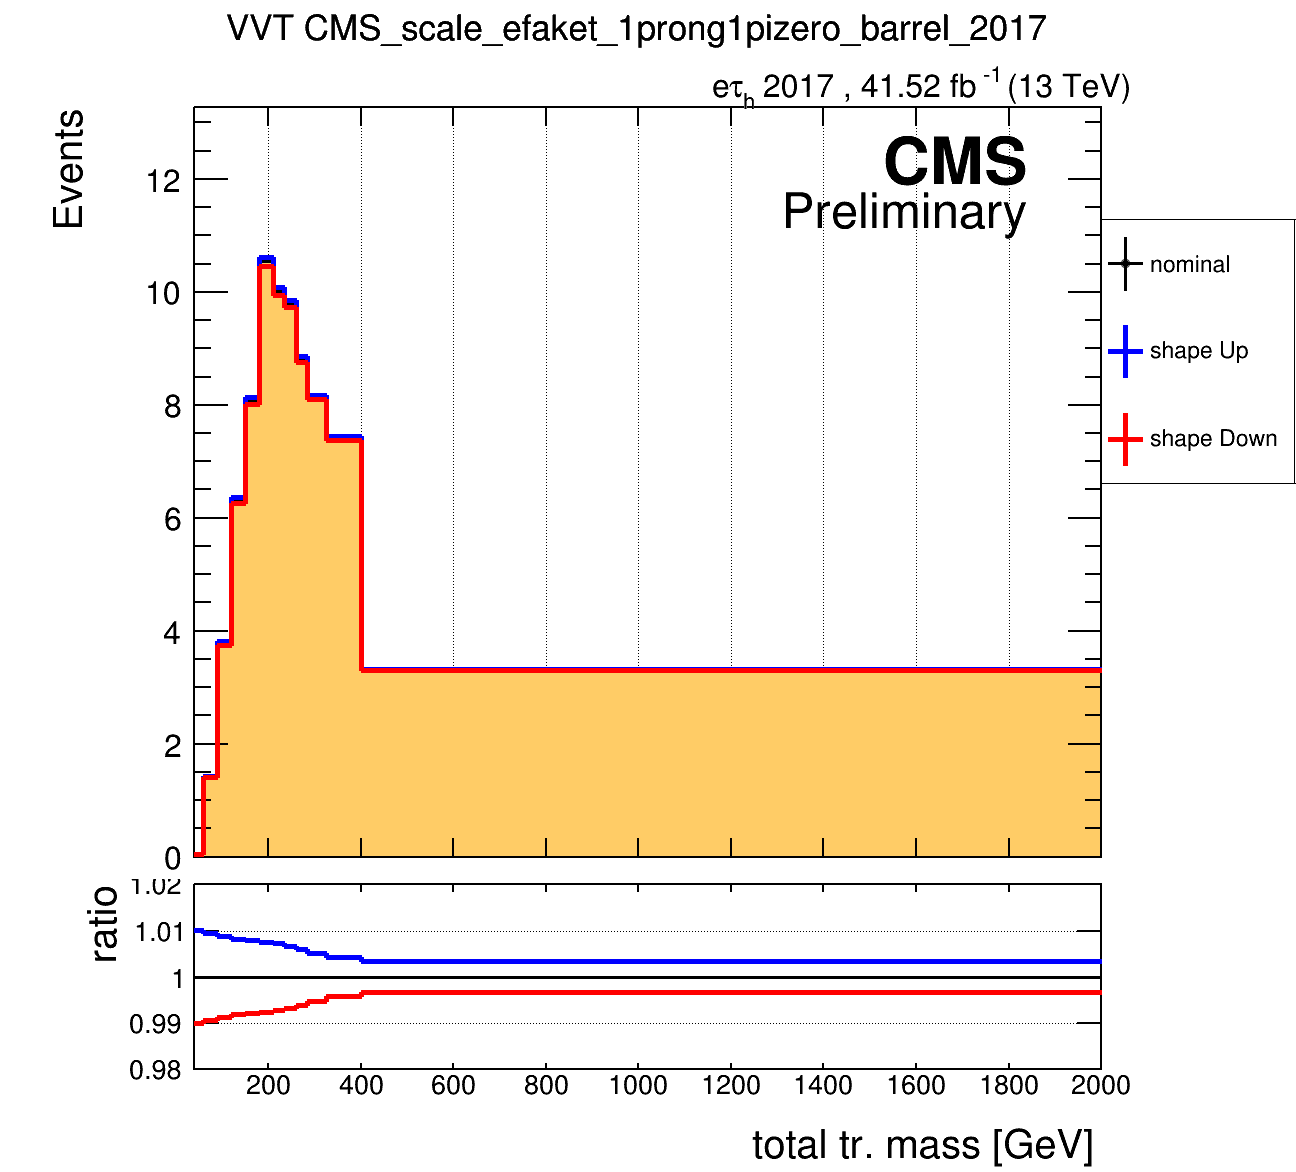 VVT CMS_scale_efaket_1prong1pizero_barrel_2017
eτh 2017 , 41.52 fb -1 (13 TeV)
Events
CMS
Preliminary
12
10
8
6
4
2
0
nominal
shape Up
shape Down
ratio
1.02
1.01
1
0.99
0.98
200 400 600 800 1000 1200 1400 1600 1800 2000
total tr. mass [GeV]